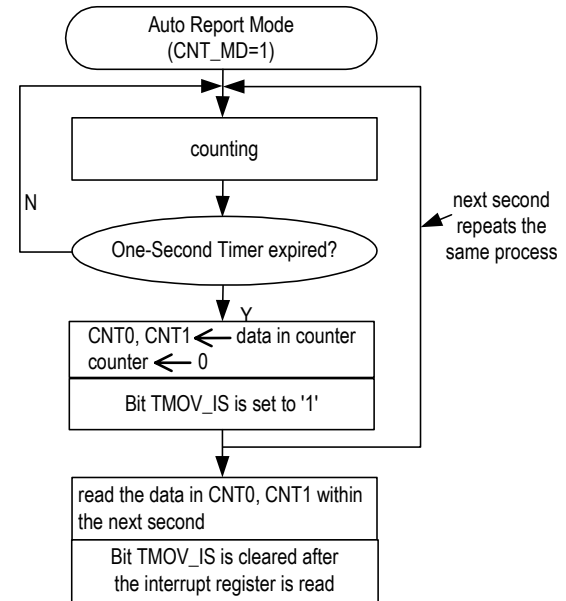 Auto Report Mode
(CNT_MD=1)
counting
N
next second
repeats the
same process
One-Second Timer expired?
Y
CNT0, CNT1 ← data in counter
counter ← 0
Bit TMOV_IS is set to '1'
read the data in CNT0, CNT1 within
the next second
Bit TMOV_IS is cleared after
the interrupt register is read